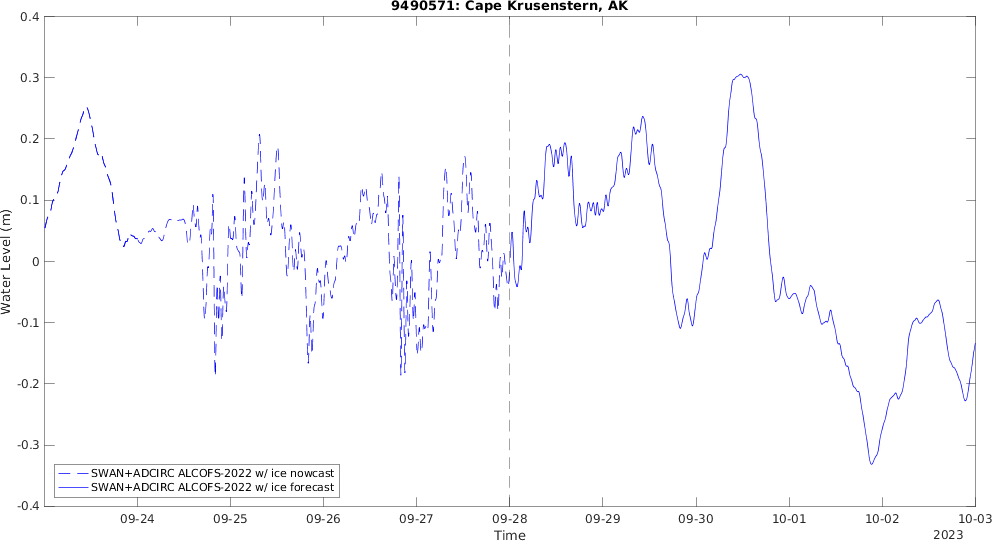 9490571: Cape Krusenstern, AK
0.4
0.3
0.2
0.1
0
-0.1
-0.2
-0.3
-0.4
Water Level (m)
SWAN+ADCIRC ALCOFS-2022 w/ ice nowcast
SWAN+ADCIRC ALCOFS-2022 w/ ice forecast
09-24 09-25 09-26 09-27 09-28 09-29 09-30 10-01 10-02 10-03
Time
2023